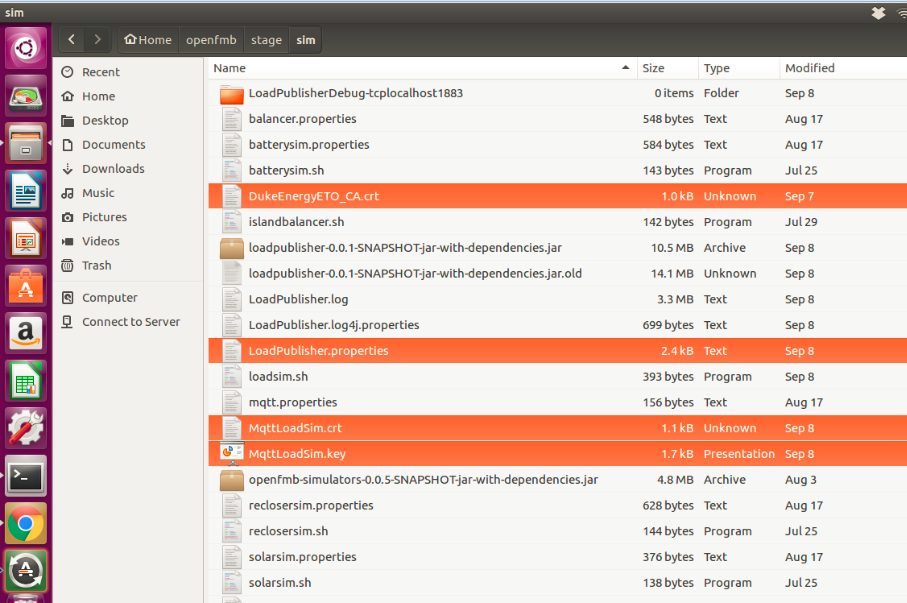 sim
Home openfmb stage sim
Recent
Home
Desktop
Documents
Downloads
Music
Pictures
Videos
Trash
Computer
Connect to Server
Name Size Type Modified
LoadPublisherDebug-tcplocalhost1883 0 items Folder Sep 8
balancer.properties 548 bytes Text Aug 17
batterysim.properties 584 bytes Text Aug 17
batterysim.sh 143 bytes Program Jul 25
DukeEnergyETO_CA.crt 1.0 kB Unknown Sep 7
islandbalancer.sh 142 bytes Program Jul 29
loadpublisher-0.0.1-SNAPSHOT-jar-with-dependencies.jar 10.5 MB Archive Sep 8
loadpublisher-0.0.1-SNAPSHOT-jar-with-dependencies.jar.old 14.1 MB Unknown Sep 8
LoadPublisher.log 3.3 MB Text Sep 8
LoadPublisher.log4j.properties 699 bytes Text Sep 8
LoadPublisher.properties 2.4 kB Text Sep 8
loadsim.sh 393 bytes Program Sep 8
mqtt.properties 156 bytes Text Aug 17
MqttLoadSim.crt 1.1 kB Unknown Sep 8
MqttLoadSim.key 1.7 kB Presentation Sep 8
openfmb-simulators-0.0.5-SNAPSHOT-jar-with-dependencies.jar 4.8 MB Archive Aug 3
reclosersim.properties 628 bytes Text Aug 17
reclosersim.sh 144 bytes Program Jul 25
solarsim.properties 376 bytes Text Aug 17
solarsim.sh 138 bytes Program Jul 25